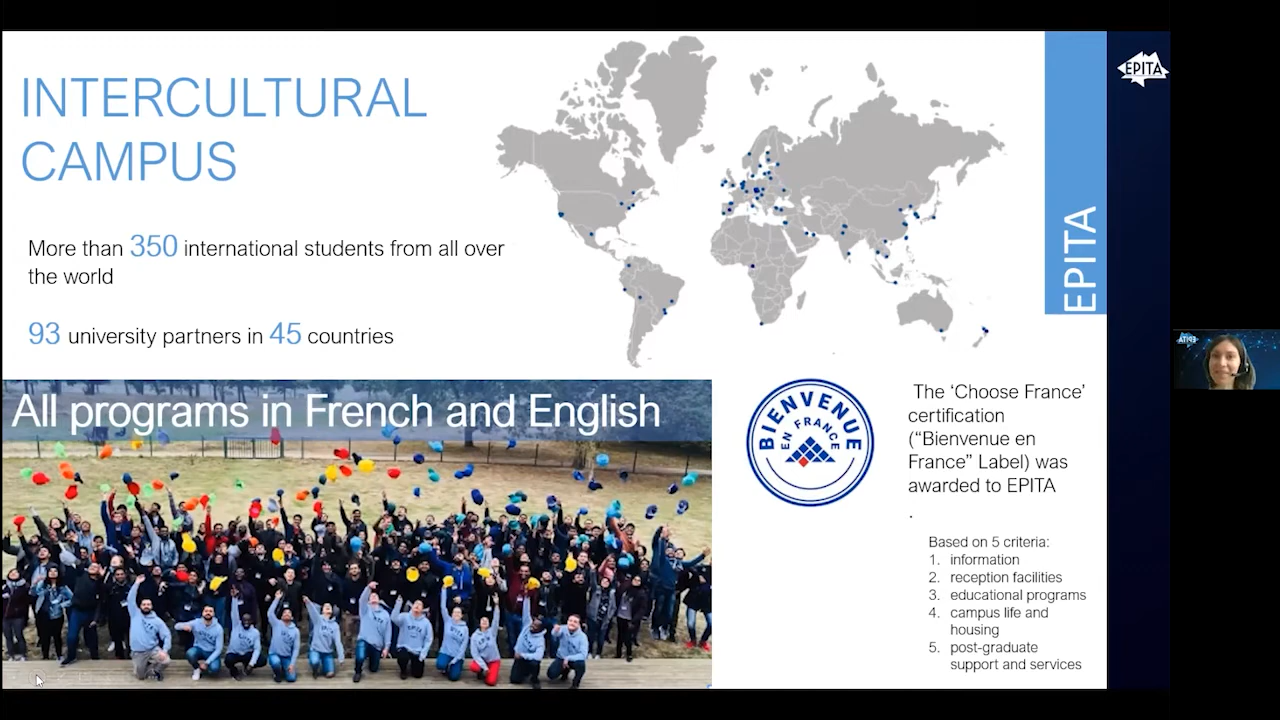 INTERCULTURAL
CAMPUS
More than 350 international students from all over
the world
93 university partners in 45 countries
All programs in French and English
BIENVENUE
EN FRANCE
The ‘Choose France’
certification
(“Bienvenue en
France” Label) was
awarded to EPITA
.
Based on 5 criteria:
1. information
2. reception facilities
3. educational programs
4. campus life and
housing
5. post-graduate
support and services
EPITA
EPITA
EPITA